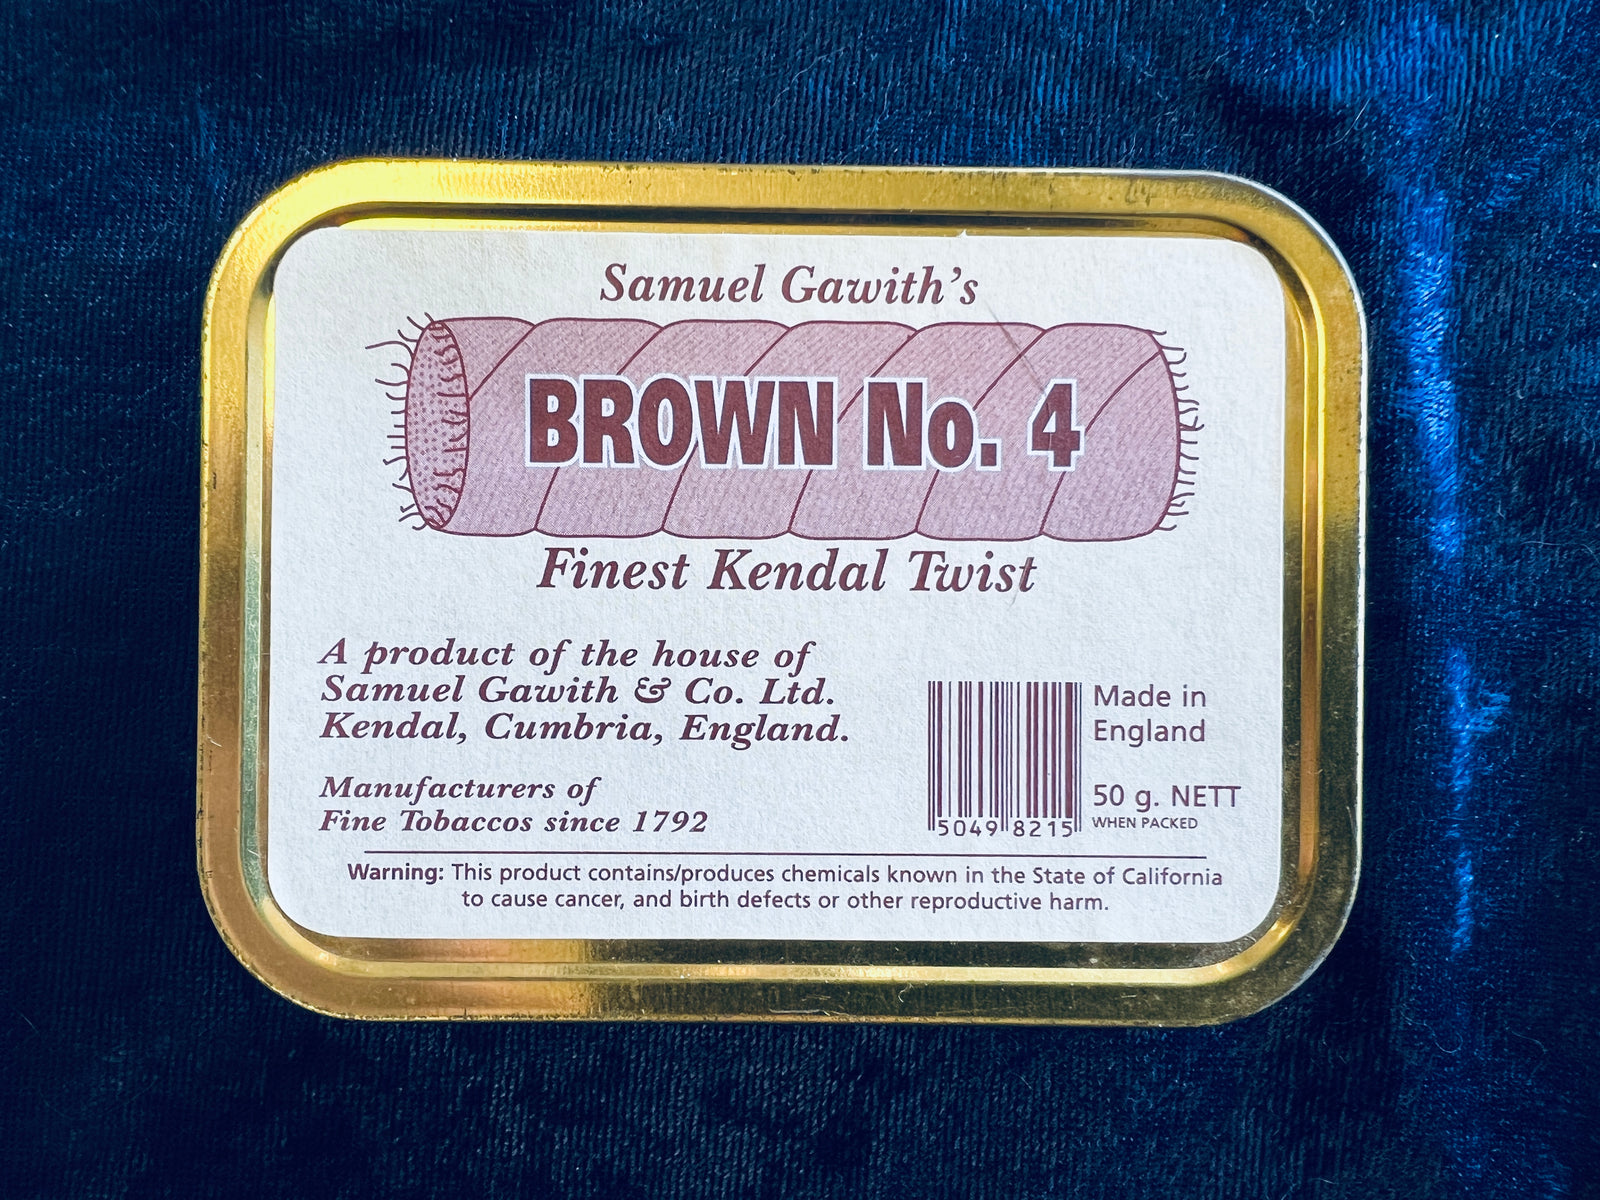 Samuel Gawith's
BROWN No. 4
Finest Kendal Twist
A product of the house of
Samuel Gawith & Co. Ltd.
Kendal, Cumbria, England.
Manufacturers of
Fine Tobaccos since 1792
5049 8215
Made in
England
50 g. NETT
WHEN PACKED
Warning: This product contains/produces chemicals known in the State of California
to cause cancer, and birth defects or other reproductive harm.